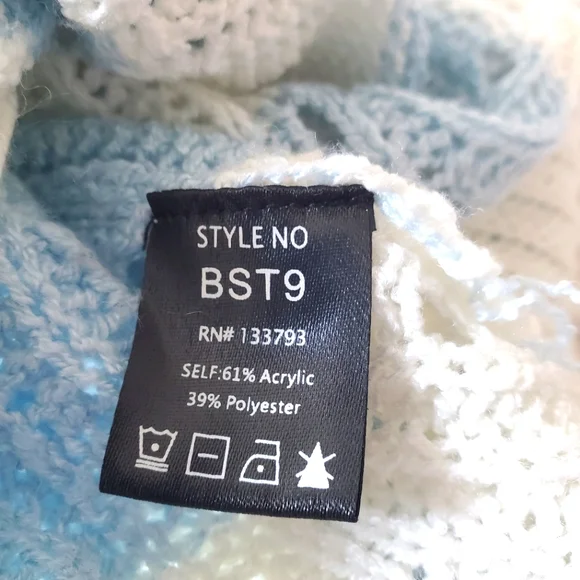 STYLE NO
BST9
RN# 133793
SELF:61% Acrylic
39% Polyester